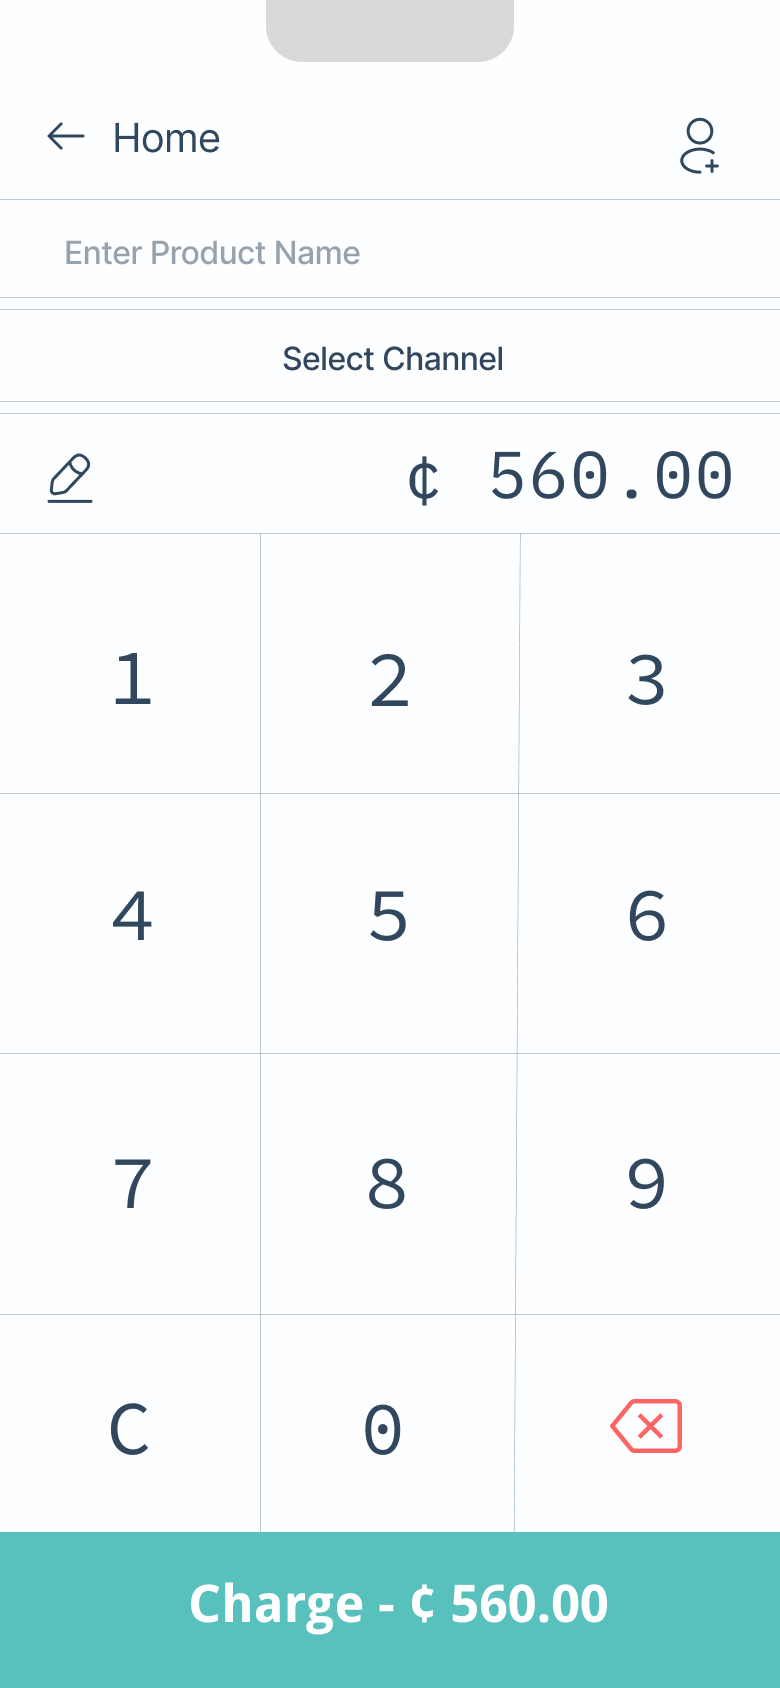 Home
Enter Product Name
Select Channel
¢ 560.00
1 2 3
4 5 6
7 8 9
C 0
Charge - ¢ 560.00